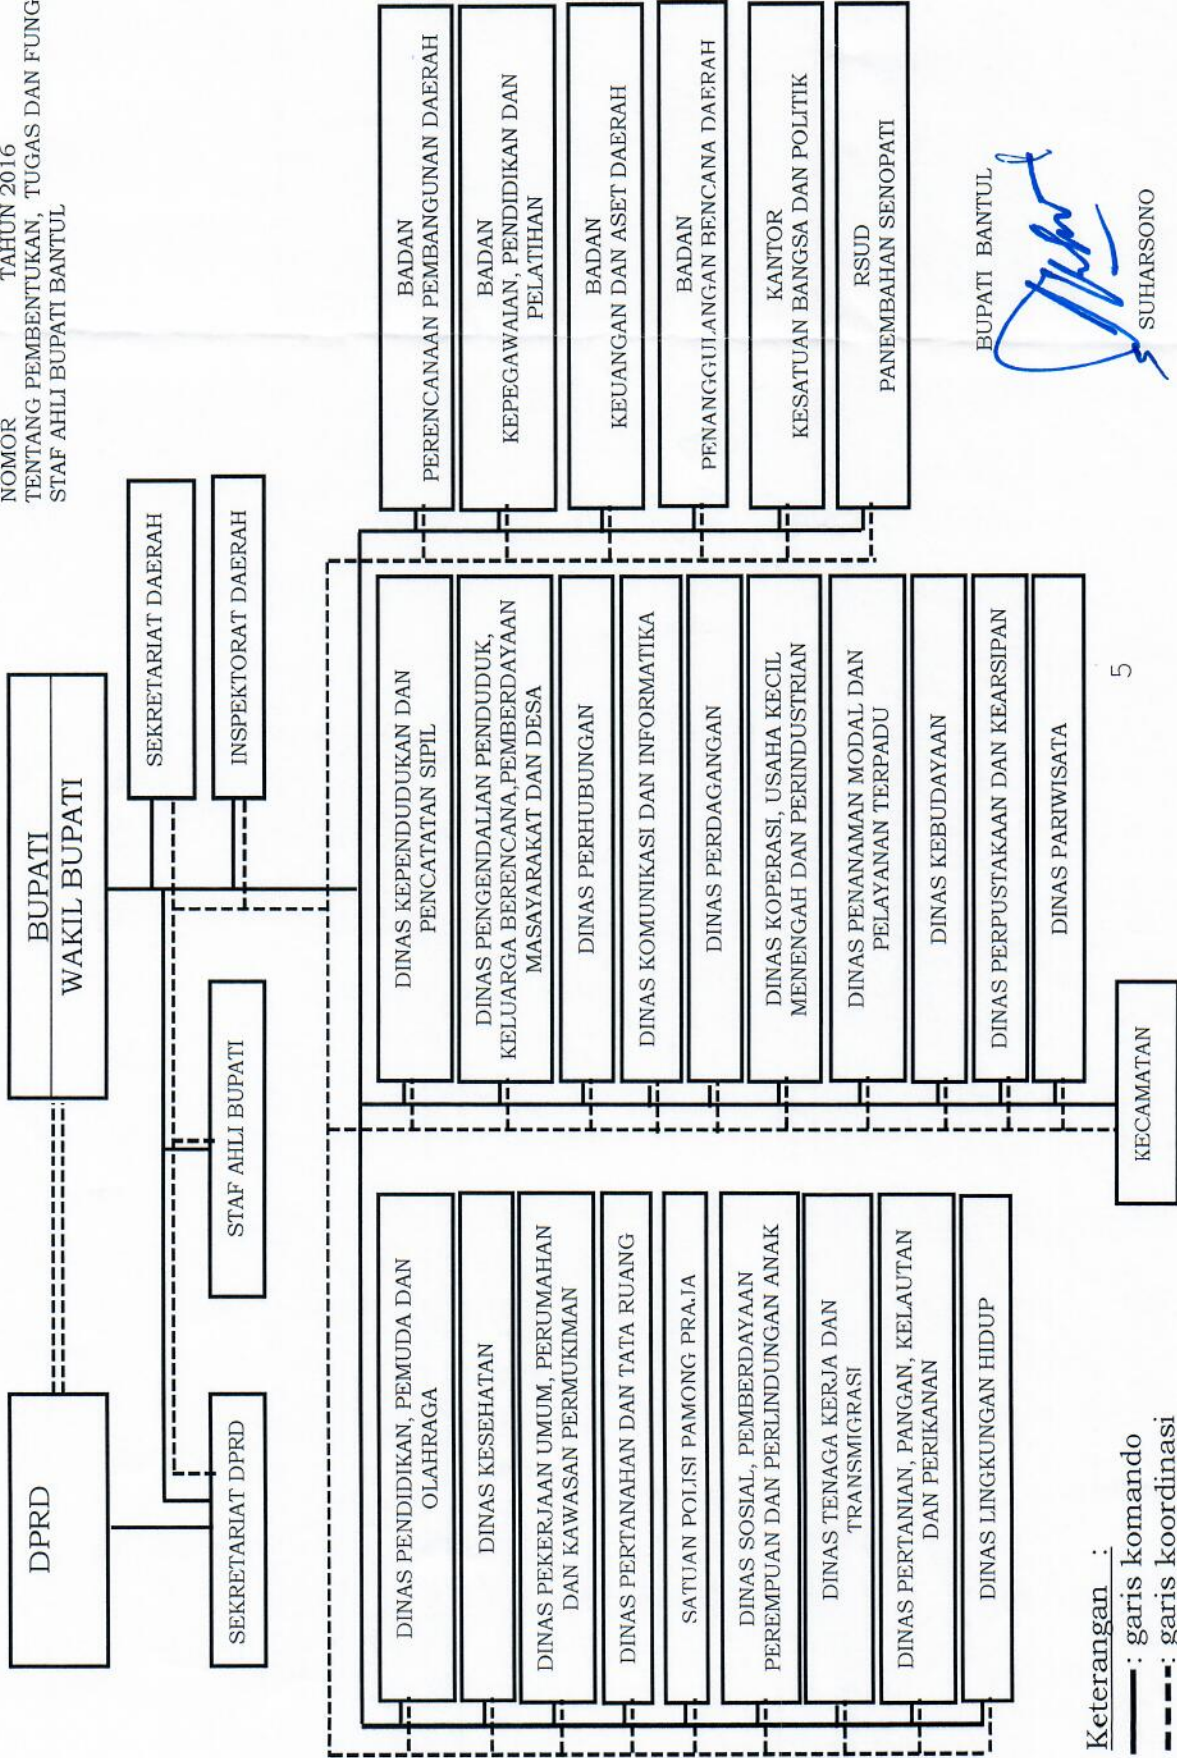 NOMOR TAHUN 2016
TENTANG PEMBENTUKAN, TUGAS DAN FUNG
STAF AHLI BUPATI BANTUL
DPRD
BUPATI
WAKIL BUPATI
SEKRETARIAT DAERAH
INSPEKTORAT DAERAH
SEKRETARIAT DPRD
STAF AHLI BUPATI
DINAS PENDIDIKAN, PEMUDA DAN
OLAHRAGA
DINAS KESEHATAN
DINAS PEKERJAAN UMUM, PERUMAHAN
DAN KAWASAN PERMUKIMAN
DINAS PERTANAHAN DAN TATA RUANG
SATUAN POLISI PAMONG PRAJA
DINAS SOSIAL, PEMBERDAYAAN
PEREMPUAN DAN PERLINDUNGAN ANAK
DINAS TENAGA KERJA DAN
TRANSMIGRASI
DINAS PERTANIAN, PANGAN, KELAUTAN
DAN PERIKANAN
DINAS LINGKUNGAN HIDUP
DINAS KEPENDUDUKAN DAN
PENCATATAN SIPIL
DINAS PENGENDALIAN PENDUDUK,
KELUARGA BERENCANA,PEMBERDAYAAN
MASAYARAKAT DAN DESA
DINAS PERHUBUNGAN
DINAS KOMUNIKASI DAN INFORMATIKA
DINAS PERDAGANGAN
DINAS KOPERASI, USAHA KECIL
MENENGAH DAN PERINDUSTRIAN
DINAS PENANAMAN MODAL DAN
PELAYANAN TERPADU
DINAS KEBUDAYAAN
DINAS PERPUSTAKAAN DAN KEARSIPAN
DINAS PARIWISATA
KECAMATAN
BADAN
PERENCANAAN PEMBANGUNAN DAERAH
BADAN
KEPEGAWAIAN, PENDIDIKAN DAN
PELATIHAN
BADAN
KEUANGAN DAN ASET DAERAH
BADAN
PENANGGULANGAN BENCANA DAERAH
KANTOR
KESATUAN BANGSA DAN POLITIK
RSUD
PANEMBAHAN SENOPATI
BUPATI BANTUL
SUHARSONO
5
Keterangan :
: garis komando
: garis koordinasi